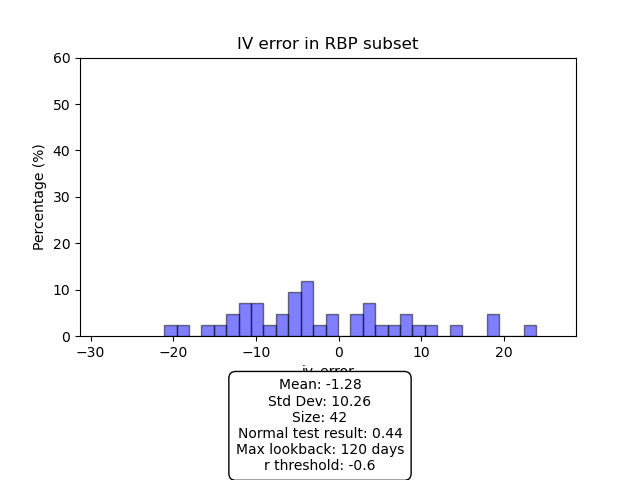 IV error in RBP subset
60
50
40
30
20
10
0
Percentage (%)
−30
−20
−10
0
10
20
iv_error
Mean: -1.28
Std Dev: 10.26
Size: 42
Normal test result: 0.44
Max lookback: 120 days
r threshold: -0.6